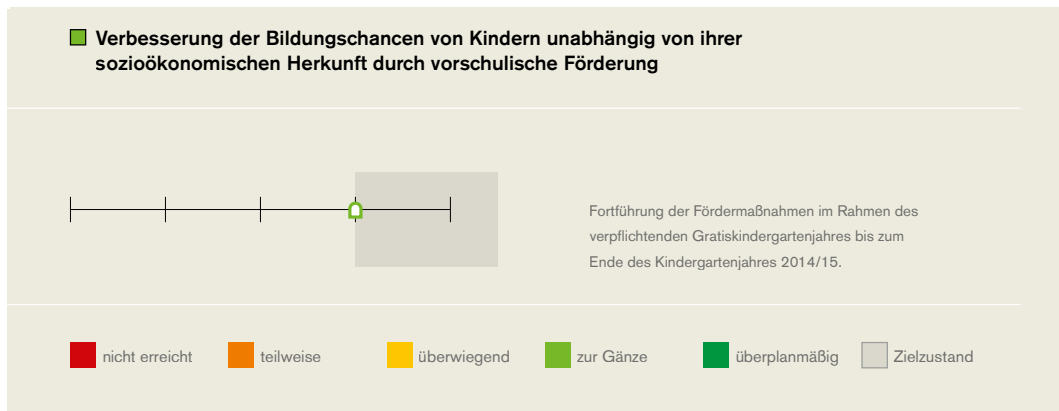 Verbesserung der Bildungschancen von Kindern unabhängig von ihrer
sozioökonomischen Herkunft durch vorschulische Förderung
Fortführung der Fördermaßnahmen im Rahmen des
verpflichtenden Gratiskindergartenjahres bis zum
Ende des Kindergartenjahres 2014/15.
nicht erreicht
teilweise
überwiegend
zur Gänze
überplanmäßig
Zielzustand